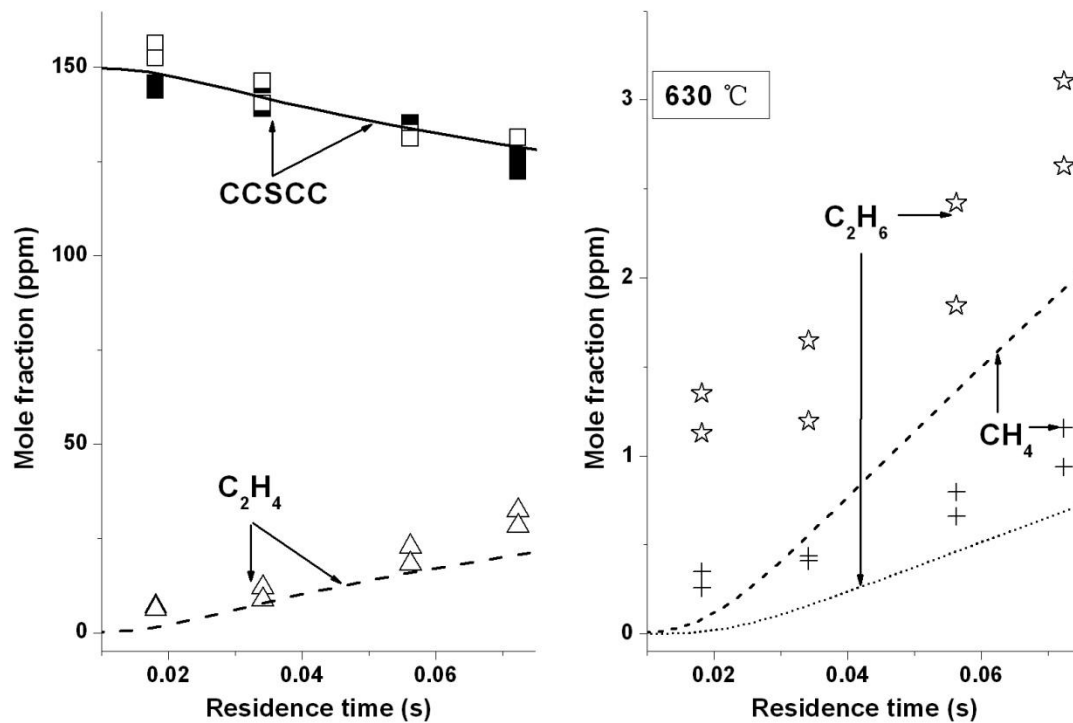 Mole fraction (ppm)
150
100
50
0
CCSCC
C₂H₄
0.02
0.04
0.06
Residence time (s)
Mole fraction (ppm)
3
2
1
0
630 ℃
C₂H₆
CH₄
0.02
0.04
0.06
Residence time (s)